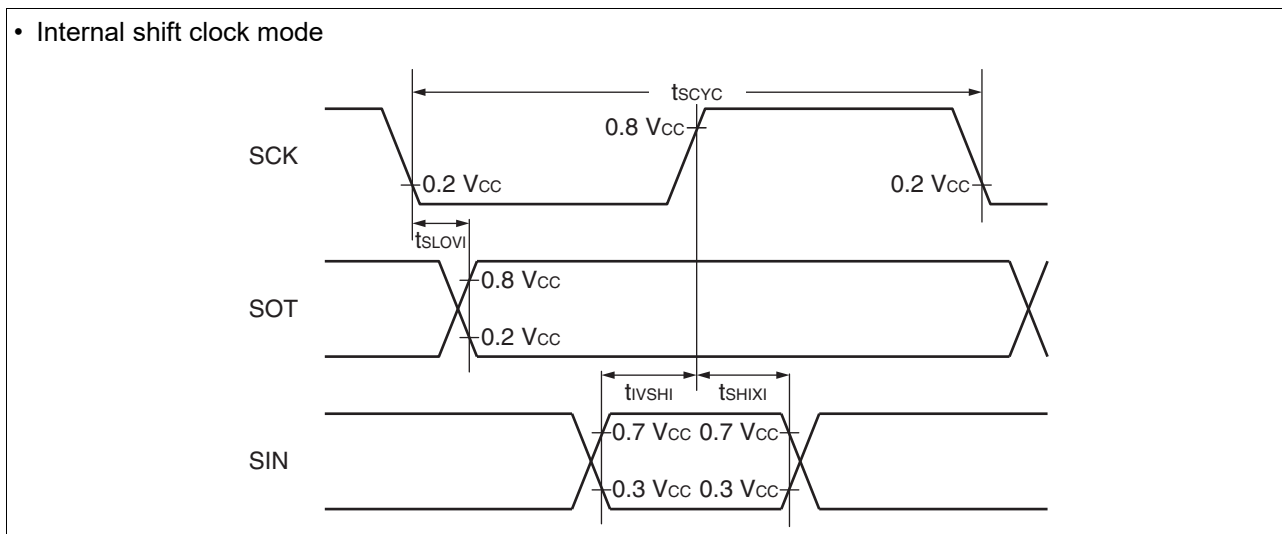 • Internal shift clock mode
tSCYC
0.8 VCC
SCK
0.2 VCC
0.2 VCC
tSLOVI
0.8 VCC
SOT
0.2 VCC
tIVSHI
tSHIXI
0.7 VCC
0.7 VCC
SIN
0.3 VCC
0.3 VCC